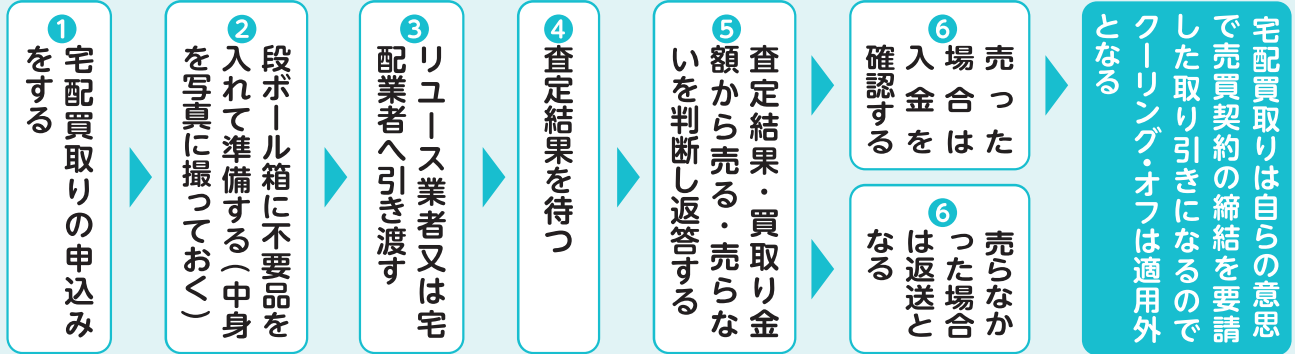 ❶
宅配買取りの申込み
をする
❷
段ボール箱に不要品を
入れて準備する（中身
を写真に撮っておく）
❸
リユース業者又は宅
配業者へ引き渡す
❹
査定結果を待つ
❺
査定結果・買取り金
額から売る・売らな
いを判断し返答する
❻
売った
場合は
入金を
確認する
❻
売らなか
った場合
は返送と
なる
宅配買取りは自らの意思
で売買契約の締結を要請
した取り引きになるので
クーリング・オフは適用外
となる